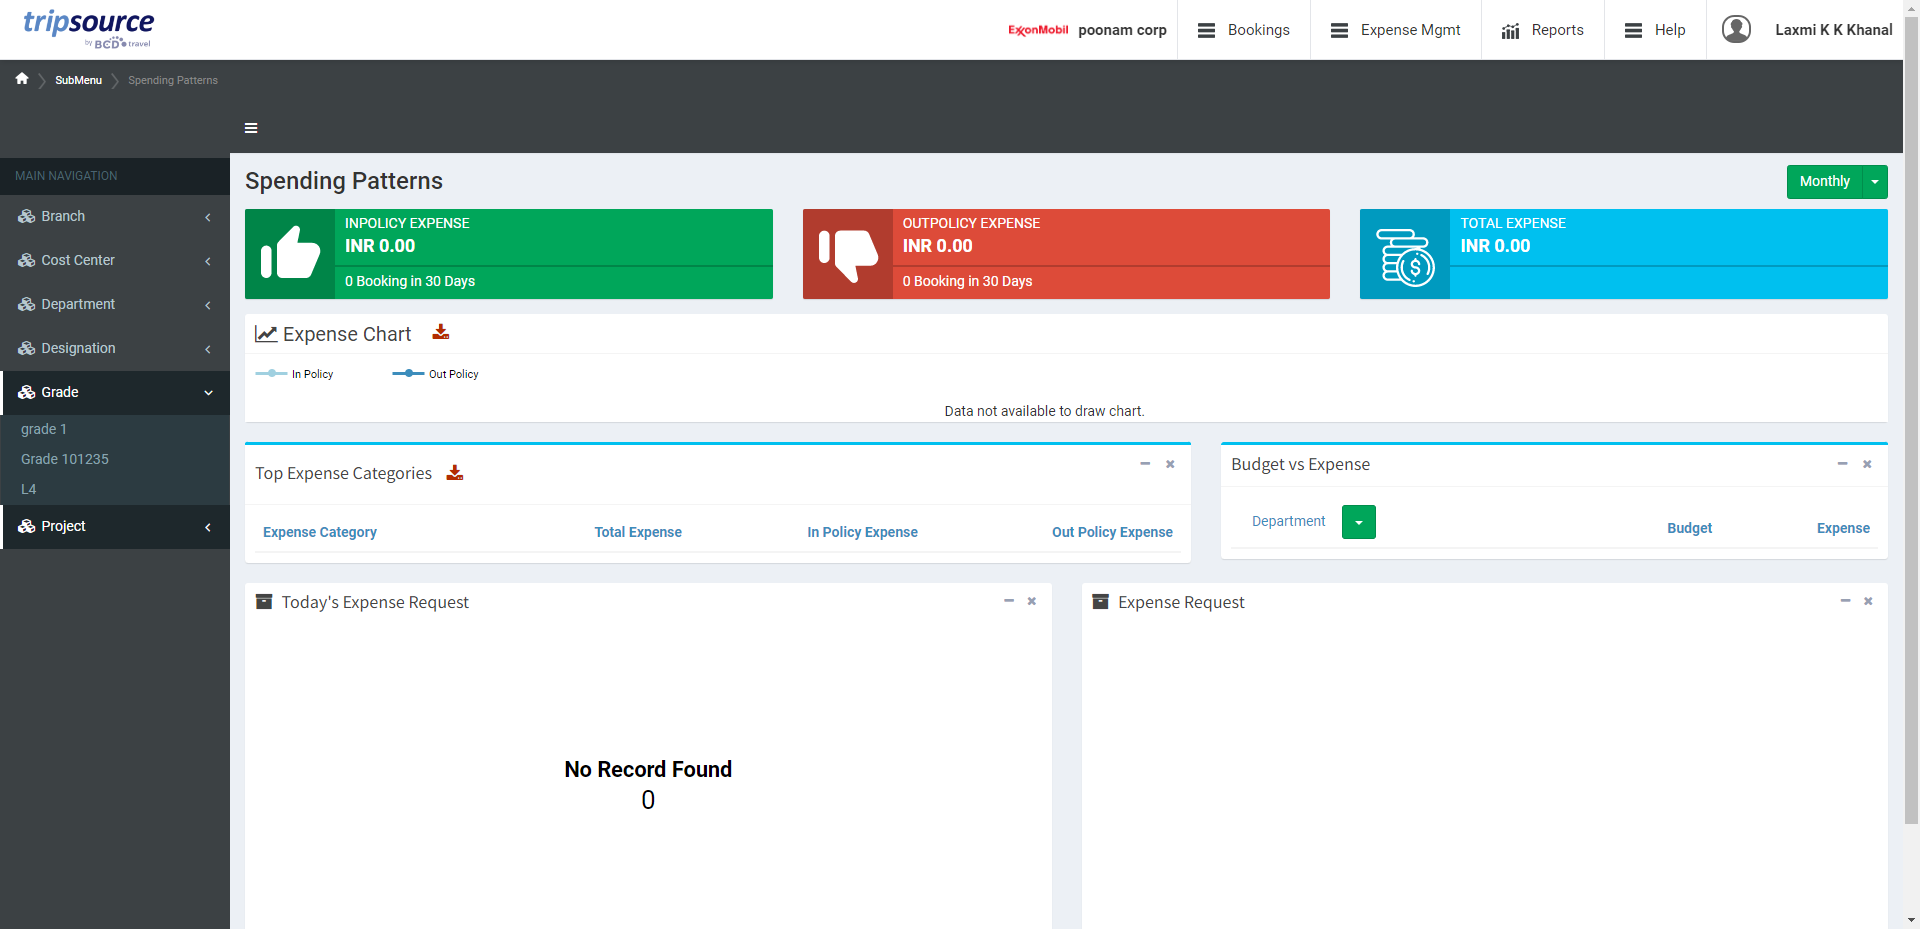 tripsource
by BCD travel
ExxonMobil poonam corp
Bookings
Expense Mgmt
Reports
Help
Laxmi K K Khanal
SubMenu
Spending Patterns
MAIN NAVIGATION
Branch
Cost Center
Department
Designation
Grade
grade 1
Grade 101235
L4
Project
Spending Patterns
Monthly
INPOLICY EXPENSE
INR 0.00
0 Booking in 30 Days
OUTPOLICY EXPENSE
INR 0.00
0 Booking in 30 Days
TOTAL EXPENSE
INR 0.00
Expense Chart
In Policy
Out Policy
Data not available to draw chart.
Top Expense Categories
Expense Category Total Expense In Policy Expense Out Policy Expense
Budget vs Expense
Department Budget Expense
Today's Expense Request
No Record Found
0
Expense Request